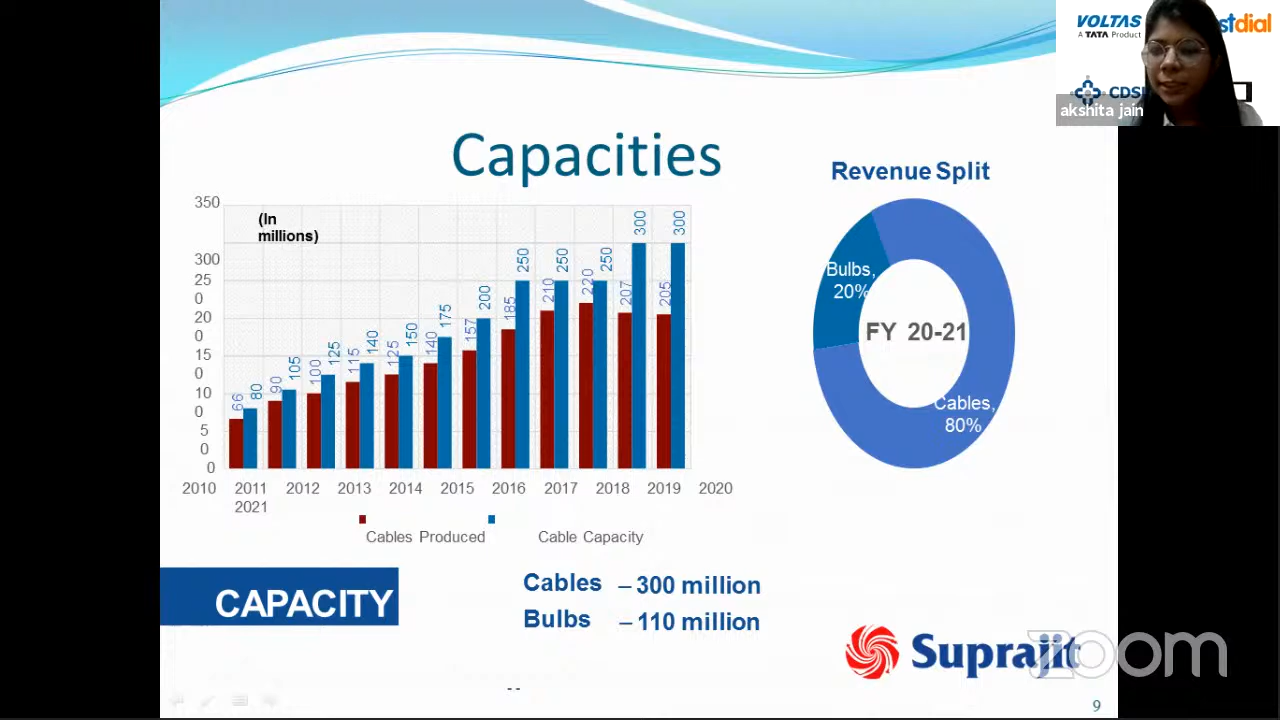 VOLTAS
A TATA Product
stdial
CDSL
akshita jain
Capacities
Revenue Split
(In
millions)
350
300
25
0
20
0
15
0
10
0
5
0
0
66
80
90
105
100
125
115
140
125
150
140
175
157
200
185
250
210
250
220
250
207
300
205
300
2010 2011 2012 2013 2014 2015 2016 2017 2018 2019 2020
2021
Cables Produced Cable Capacity
Bulbs,
20%
FY 20-21
Cables,
80%
CAPACITY
Cables – 300 million
Bulbs – 110 million
Suprajit
zoom
9